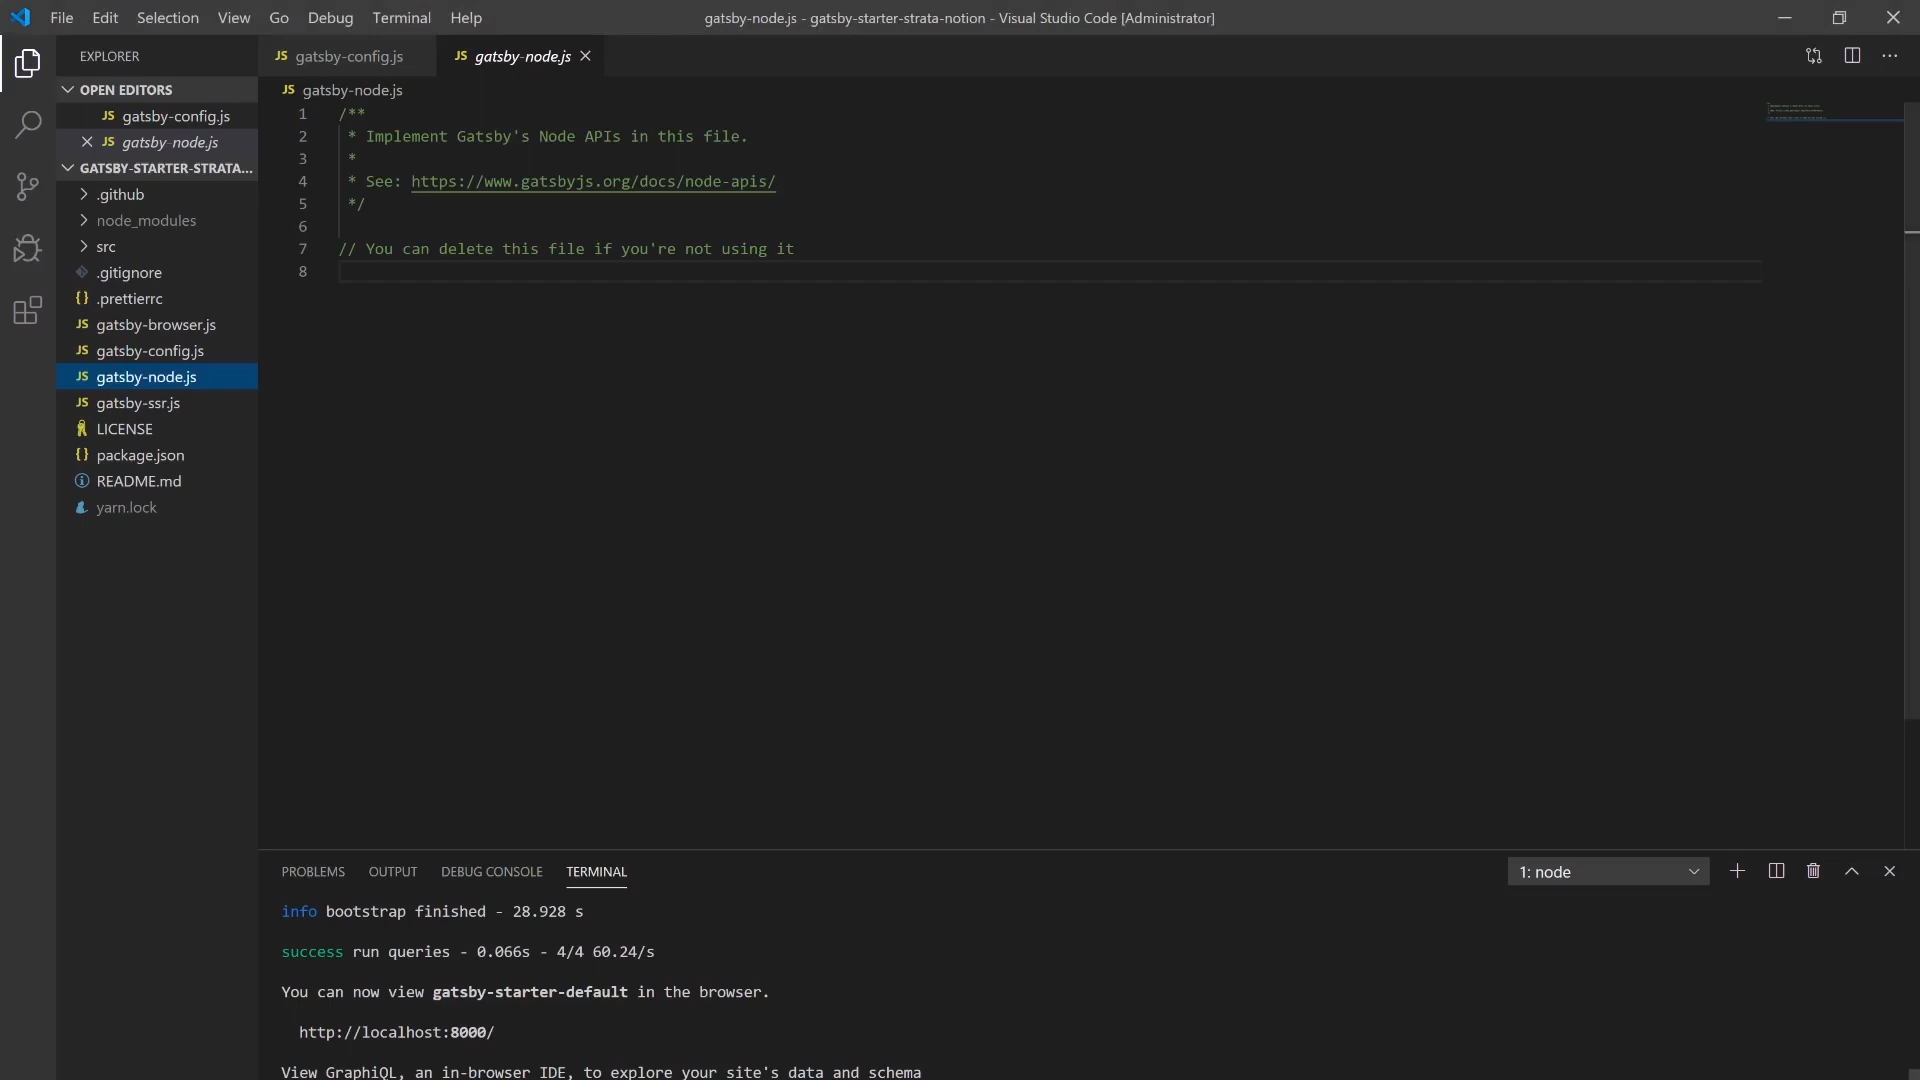 File Edit Selection View Go Debug Terminal Help
gatsby-node.js - gatsby-starter-strata-notion - Visual Studio Code [Administrator]
EXPLORER
OPEN EDITORS
JS gatsby-config.js
JS gatsby-node.js
GATSBY-STARTER-STRATA...
.github
node_modules
src
.gitignore
{} .prettierrc
JS gatsby-browser.js
JS gatsby-config.js
JS gatsby-node.js
JS gatsby-ssr.js
LICENSE
{} package.json
README.md
yarn.lock
JS gatsby-config.js
JS gatsby-node.js
JS gatsby-node.js
1 /**
2 * Implement Gatsby's Node APIs in this file.
3 *
4 * See: https://www.gatsbyjs.org/docs/node-apis/
5 */
6
7 // You can delete this file if you're not using it
8
PROBLEMS OUTPUT DEBUG CONSOLE TERMINAL
1: node
info bootstrap finished - 28.928 s
success run queries - 0.066s - 4/4 60.24/s
You can now view gatsby-starter-default in the browser.
http://localhost:8000/
View GraphiQL, an in-browser IDE, to explore your site's data and schema